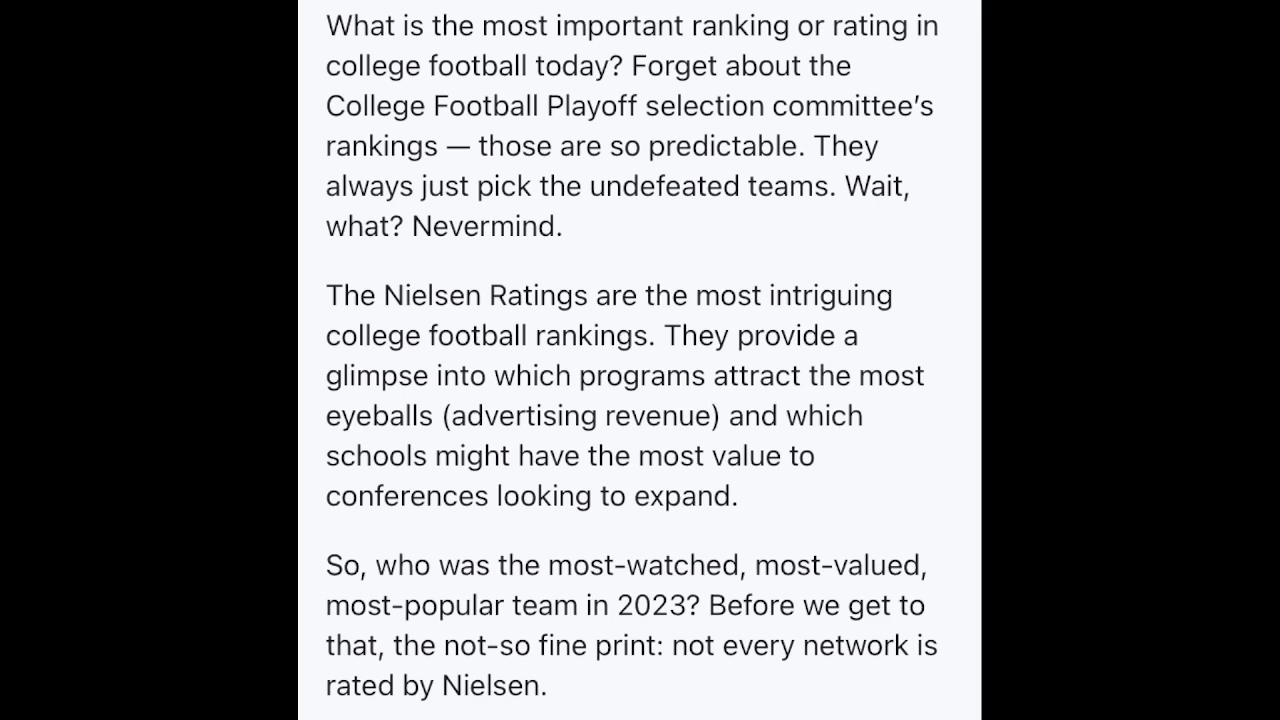 What is the most important ranking or rating in
college football today? Forget about the
College Football Playoff selection committee’s
rankings — those are so predictable. They
always just pick the undefeated teams. Wait,
what? Nevermind.
The Nielsen Ratings are the most intriguing
college football rankings. They provide a
glimpse into which programs attract the most
eyeballs (advertising revenue) and which
schools might have the most value to
conferences looking to expand.
So, who was the most-watched, most-valued,
most-popular team in 2023? Before we get to
that, the not-so fine print: not every network is
rated by Nielsen.